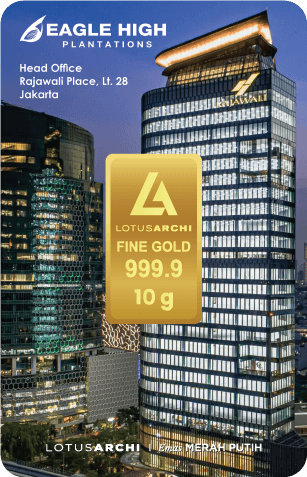 EAGLE HIGH
PLANTATIONS
Head Office
Rajawali Place, Lt. 28
Jakarta
RAJAWALI
LOTUSARCHI
FINE GOLD
999.9
10 g
LOTUSARCHI | Emas MERAH PUTIH